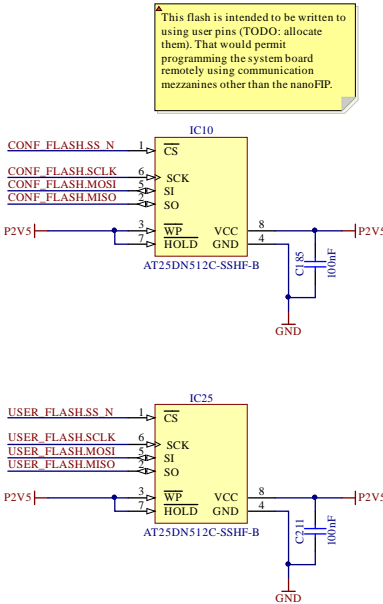 This flash is intended to be written to
using user pins (TODO: allocate
them). That would permit
programming the system board
remotely using communication
mezzanines other than the nanoFIP.
IC10
CONF_FLASH.SS_N 1 CS
CONF_FLASH.SCLK 6 SCK
CONF_FLASH.MOSI 5 SI
CONF_FLASH.MISO 2 SO
P2V5 3 WP VCC 8 P2V5
7 HOLD GND 4
C185
100nF
AT25DN512C-SSHF-B
GND
IC25
USER_FLASH.SS_N 1 CS
USER_FLASH.SCLK 6 SCK
USER_FLASH.MOSI 5 SI
USER_FLASH.MISO 2 SO
P2V5 3 WP VCC 8 P2V5
7 HOLD GND 4
C211
100nF
AT25DN512C-SSHF-B
GND